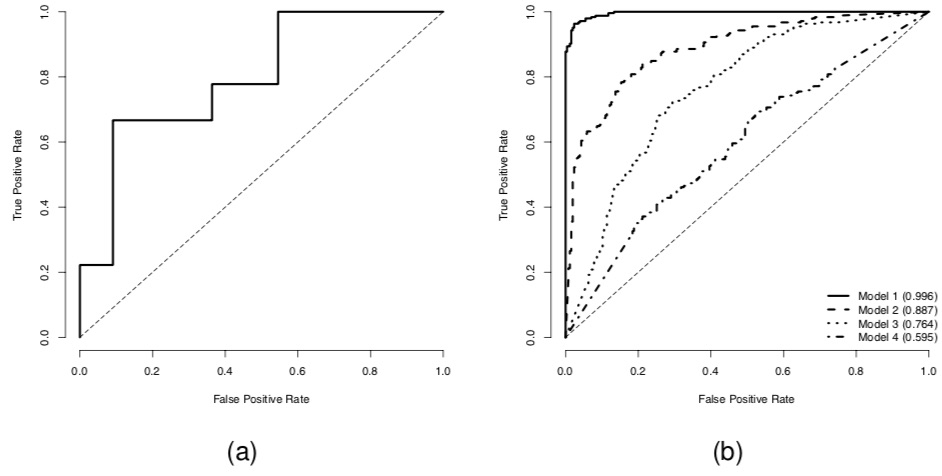 1.0
0.8
0.6
0.4
0.2
0.0
True Positive Rate
0.0 0.2 0.4 0.6 0.8 1.0
False Positive Rate
(a)
1.0
0.8
0.6
0.4
0.2
0.0
True Positive Rate
Model 1 (0.996)
Model 2 (0.887)
Model 3 (0.764)
Model 4 (0.595)
0.0 0.2 0.4 0.6 0.8 1.0
False Positive Rate
(b)